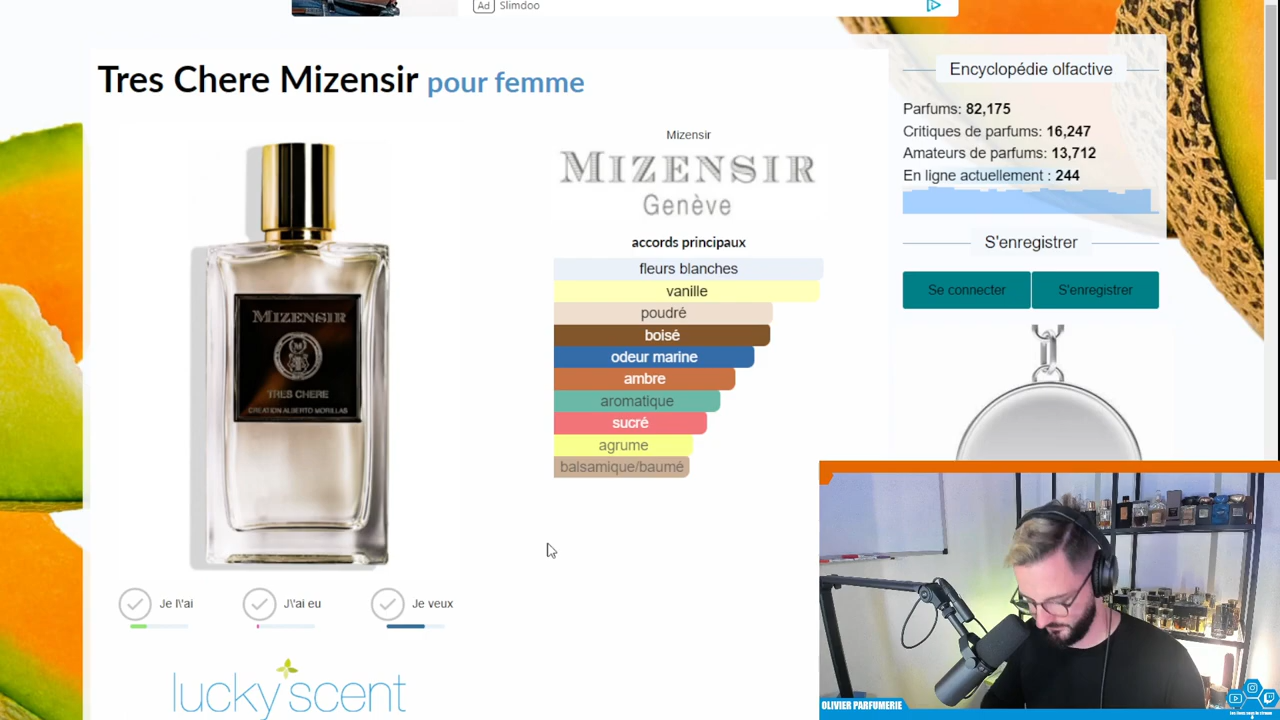 Ad Slimdoo
Tres Chere Mizensir pour femme
MIZENSIR
TRES CHERE
CREATION ALBERTO MORILLAS
Je l\'ai
J\'ai eu
Je veux
lucky scent
Mizensir
MIZENSIR
Genève
accords principaux
fleurs blanches
vanille
poudré
boisé
odeur marine
ambre
aromatique
sucré
agrume
balsamique/baumé
Encyclopédie olfactive
Parfums: 82,175
Critiques de parfums: 16,247
Amateurs de parfums: 13,712
En ligne actuellement : 244
S'enregistrer
Se connecter
S'enregistrer
OLIVIER PARFUMERIE